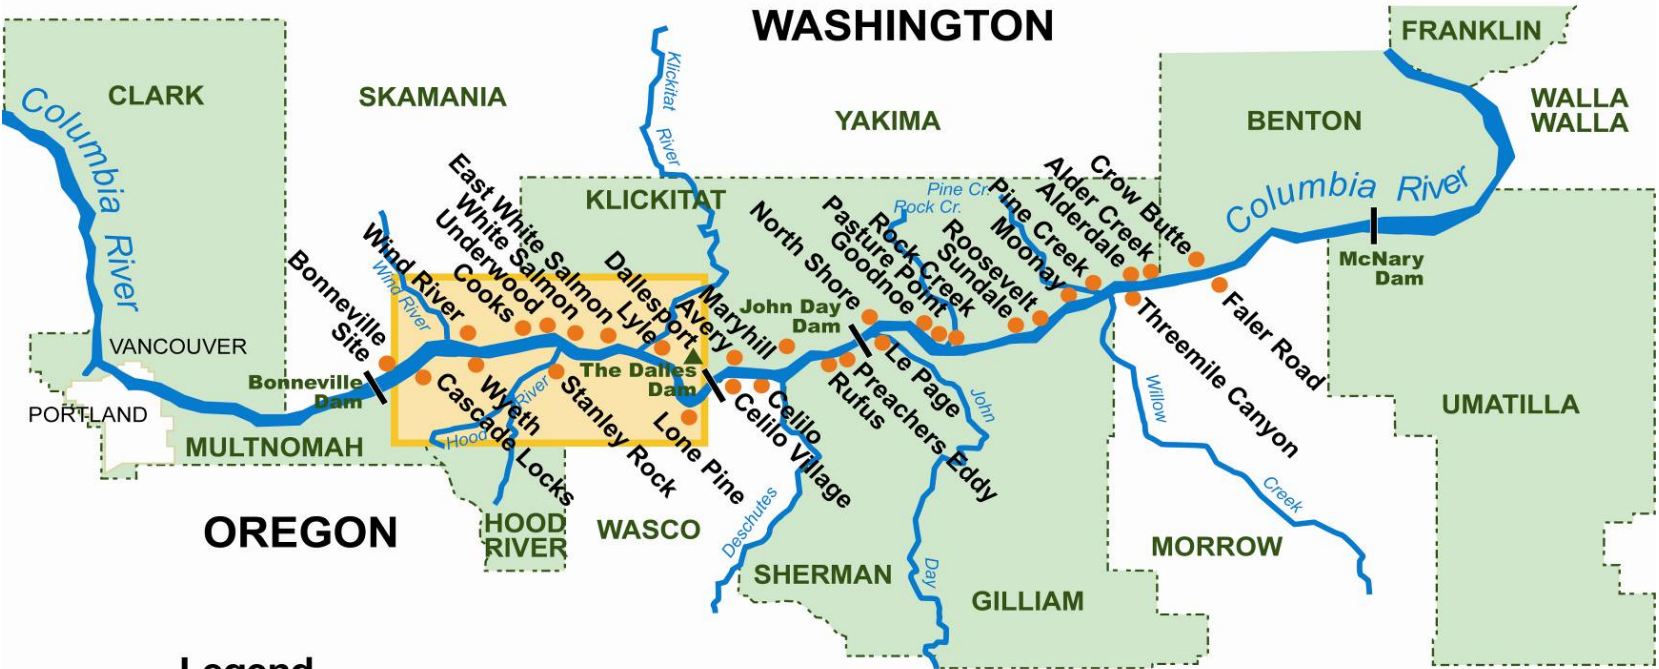 WASHINGTON
FRANKLIN
CLARK
SKAMANIA
YAKIMA
BENTON
WALLA
WALLA
Columbia
River
Klickitat
River
KLICKITAT
Columbia River
Pine Cr.
Rock Cr.
Wind River
Bonneville
Site
Wind River
Cooks
Underwood
White Salmon
East White Salmon
Lyle
Dallesport
Avery
Maryhill
North Shore
Goodnoe
Pasture Point
Rock Creek
Sundale
Roosevelt
Moonay
Pine Creek
Alderdale
Alder Creek
Crow Butte
McNary
Dam
John Day
Dam
The Dalles
Dam
Bonneville
Dam
VANCOUVER
PORTLAND
MULTNOMAH
Cascade Locks
Wyeth
Stanley Rock
Lone Pine
Celilo Village
Celilo
Rufus
Preachers Eddy
Le Page
Threemile Canyon
Faler Road
Hood
River
Deschutes
John
Day
Willow
Creek
OREGON
HOOD
RIVER
WASCO
SHERMAN
GILLIAM
MORROW
UMATILLA
Legend